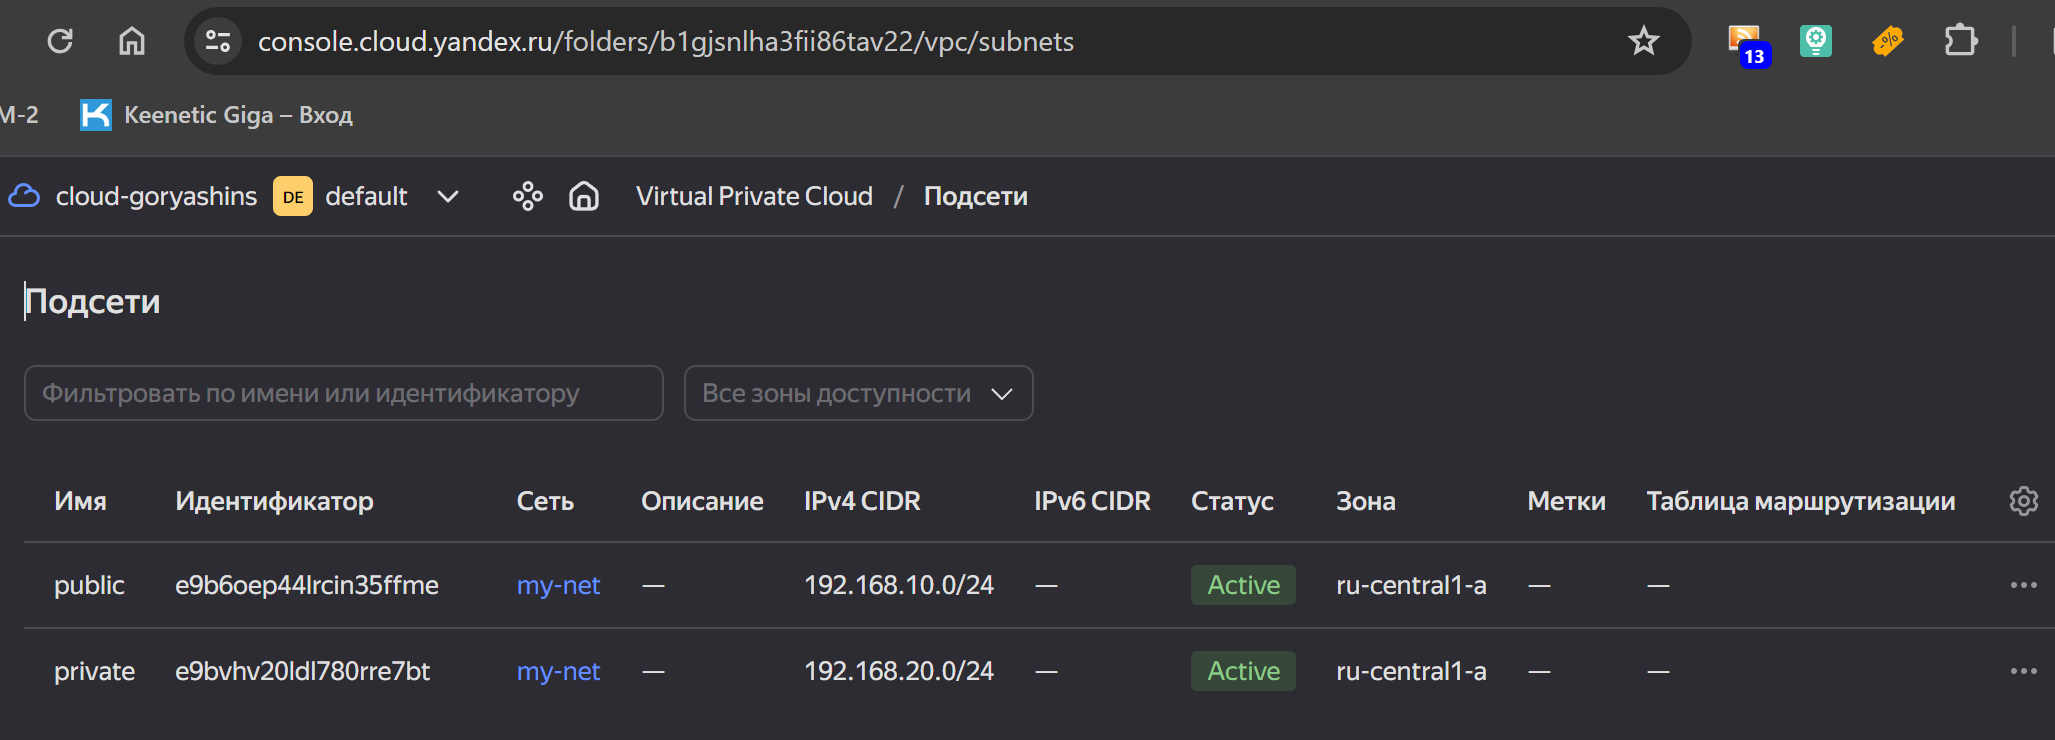 console.cloud.yandex.ru/folders/b1gjsnlha3fii86tav22/vpc/subnets
13
M-2 Keenetic Giga – Вход
cloud-goryashins DE default Virtual Private Cloud / Подсети
Подсети
Фильтровать по имени или идентификатору Все зоны доступности
Имя Идентификатор Сеть Описание IPv4 CIDR IPv6 CIDR Статус Зона Метки Таблица маршрутизации
public e9b6oep44lrcin35ffme my-net — 192.168.10.0/24 — Active ru-central1-a — —
private e9bvhv20ldl780rre7bt my-net — 192.168.20.0/24 — Active ru-central1-a — —